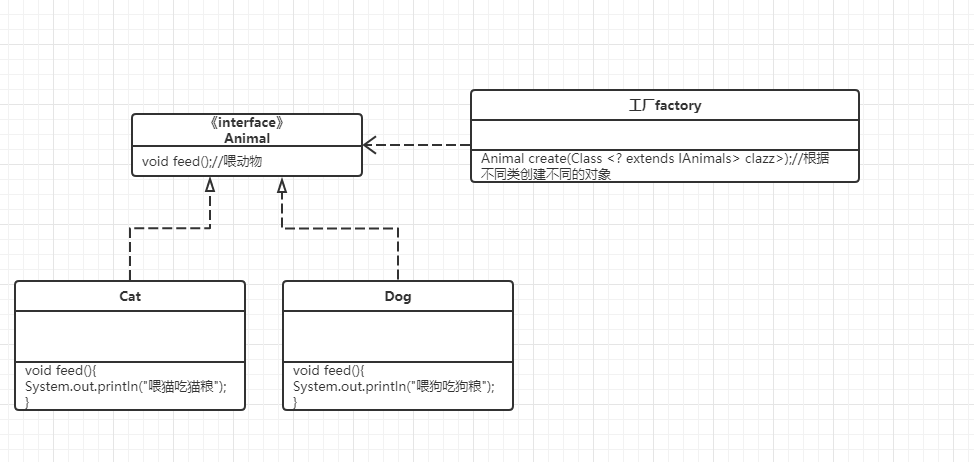 《interface》
Animal
void feed();//喂动物
工厂factory
Animal create(Class <? extends IAnimals> clazz>);//根据
不同类创建不同的对象
Cat
void feed(){
System.out.println("喂猫吃猫粮");
}
Dog
void feed(){
System.out.println("喂狗吃狗粮");
}